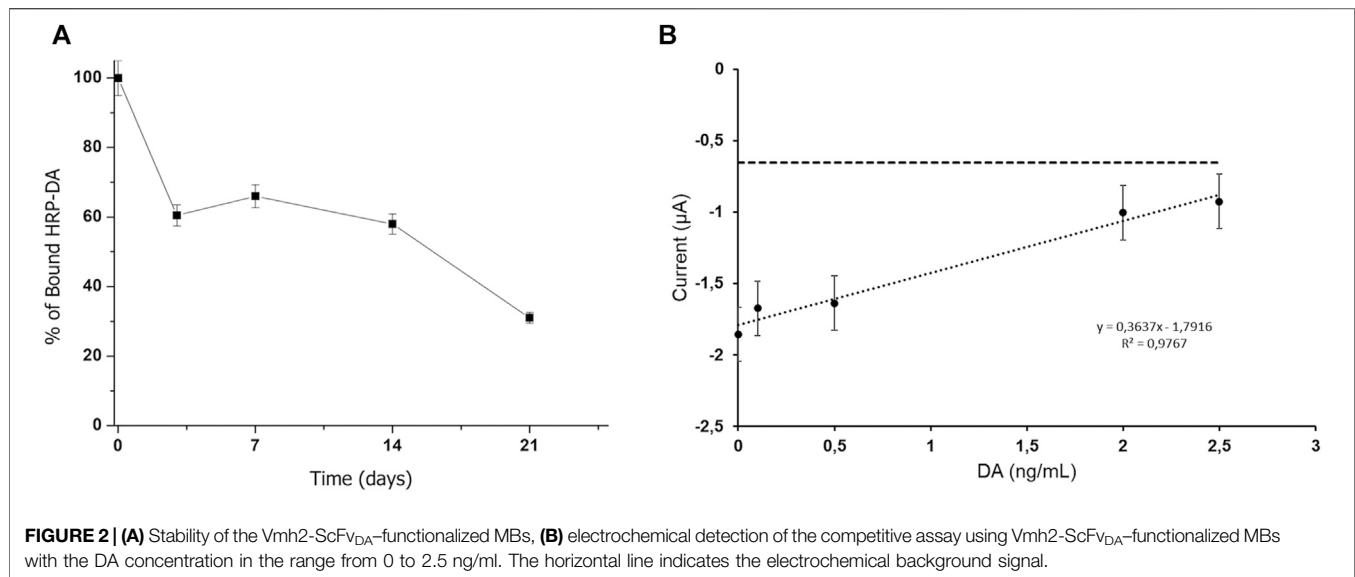 A
100
80
60
40
20
0
% of Bound HRP-DA
0 7 14 21
Time (days)
B
0
-0,5
-1
-1,5
-2
-2,5
Current (µA)
y = 0,3637x - 1,7916
R² = 0,9767
0 0,5 1 1,5 2 2,5 3
DA (ng/mL)
FIGURE 2 | (A) Stability of the Vmh2-ScFvDA–functionalized MBs, (B) electrochemical detection of the competitive assay using Vmh2-ScFvDA–functionalized MBs
with the DA concentration in the range from 0 to 2.5 ng/ml. The horizontal line indicates the electrochemical background signal.